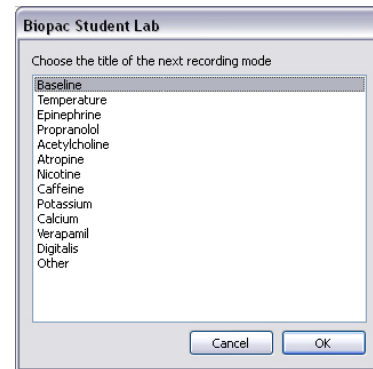 Biopac Student Lab
Choose the title of the next recording mode
Baseline
Temperature
Epinephrine
Propranolol
Acetylcholine
Atropine
Nicotine
Caffeine
Potassium
Calcium
Verapamil
Digitalis
Other
Cancel OK